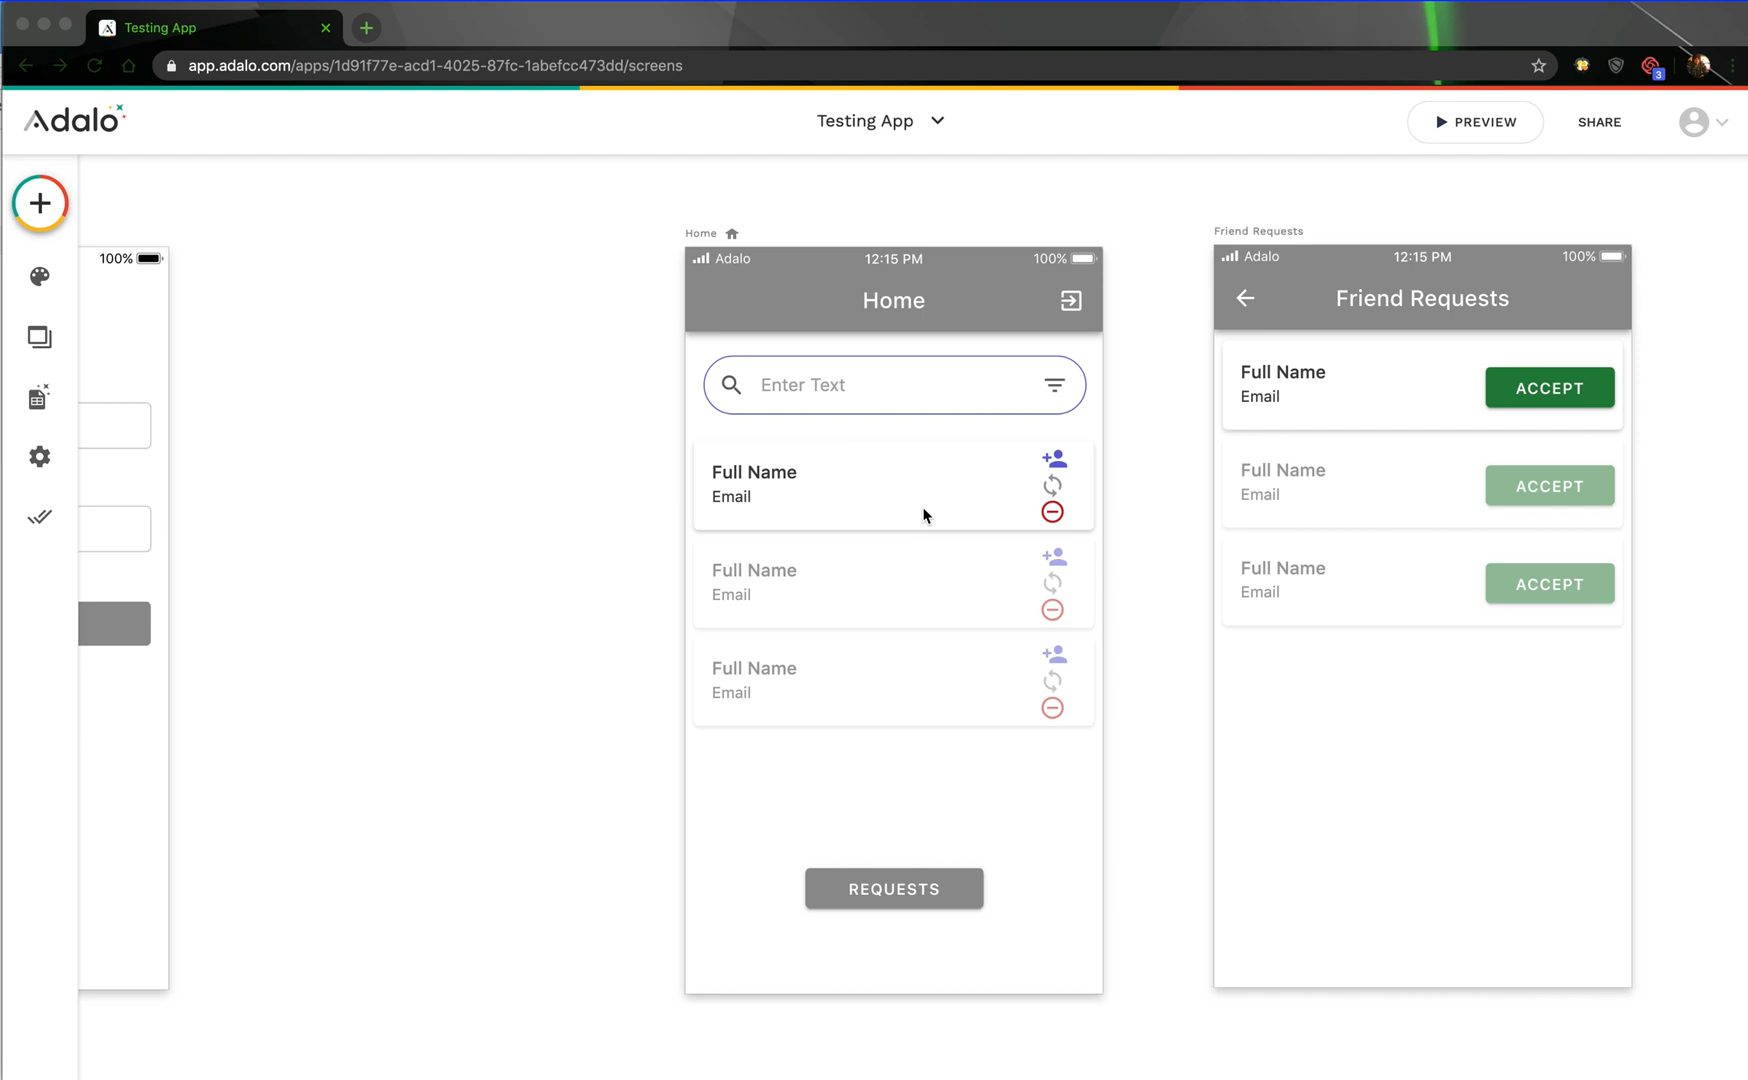 Testing App
app.adalo.com/apps/1d91f77e-acd1-4025-87fc-1abefcc473dd/screens
3
Adalo
Testing App
PREVIEW
SHARE
100%
Home
Adalo 12:15 PM 100%
Home
Enter Text
Full Name
Email
Full Name
Email
Full Name
Email
REQUESTS
Friend Requests
Adalo 12:15 PM 100%
Friend Requests
Full Name
Email
ACCEPT
Full Name
Email
ACCEPT
Full Name
Email
ACCEPT